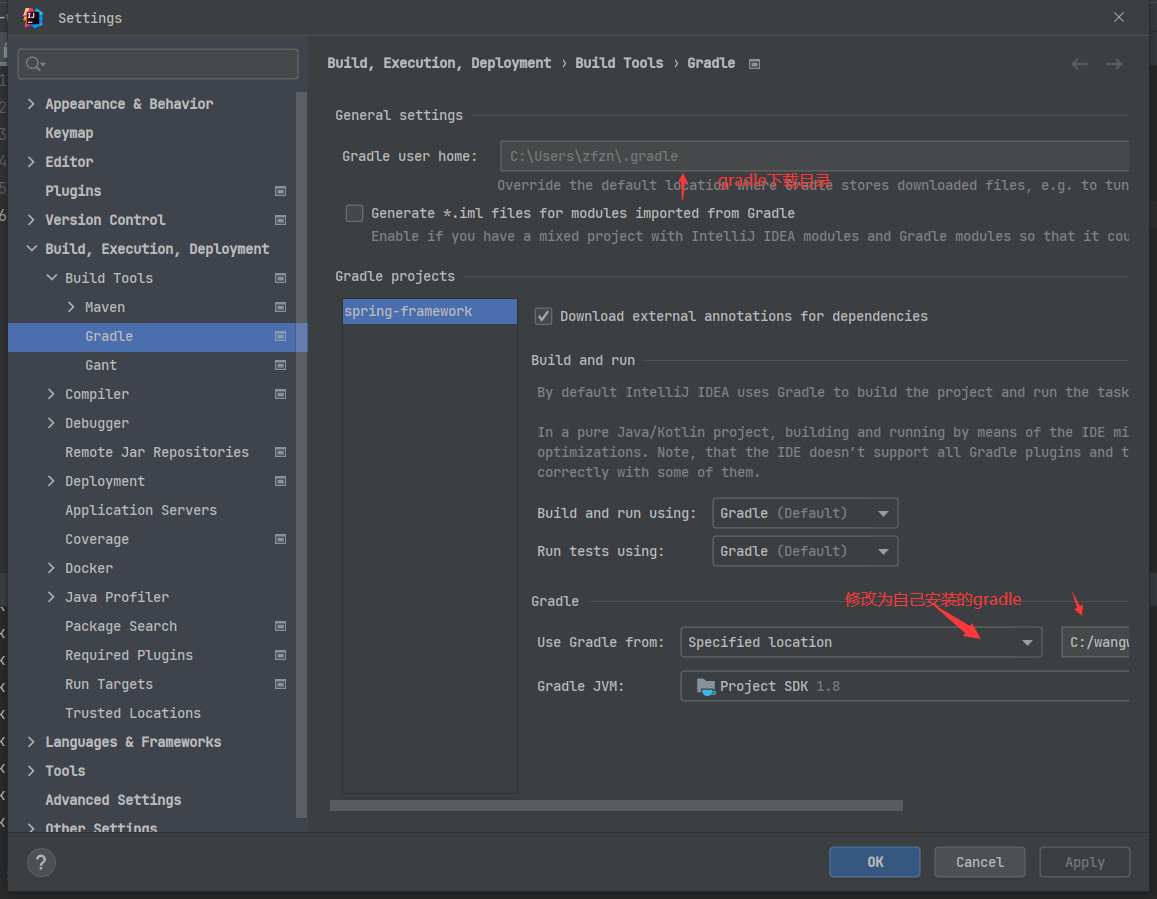 Settings
Appearance & Behavior
Keymap
Editor
Plugins
Version Control
Build, Execution, Deployment
Build Tools
Maven
Gradle
Gant
Compiler
Debugger
Remote Jar Repositories
Deployment
Application Servers
Coverage
Docker
Java Profiler
Package Search
Required Plugins
Run Targets
Trusted Locations
Languages & Frameworks
Tools
Advanced Settings
Other Settings
Build, Execution, Deployment › Build Tools › Gradle
General settings
Gradle user home: C:\Users\zfzn\.gradle
gradle下载目录
Override the default location where Gradle stores downloaded files, e.g. to tun
Generate *.iml files for modules imported from Gradle
Enable if you have a mixed project with IntelliJ IDEA modules and Gradle modules so that it cou
Gradle projects
spring-framework
Download external annotations for dependencies
Build and run
By default IntelliJ IDEA uses Gradle to build the project and run the task
In a pure Java/Kotlin project, building and running by means of the IDE mi
optimizations. Note, that the IDE doesn't support all Gradle plugins and t
correctly with some of them.
Build and run using: Gradle (Default)
Run tests using: Gradle (Default)
Gradle
修改为自己安装的gradle
Use Gradle from: Specified location C:/wangw
Gradle JVM: Project SDK 1.8
? OK Cancel Apply